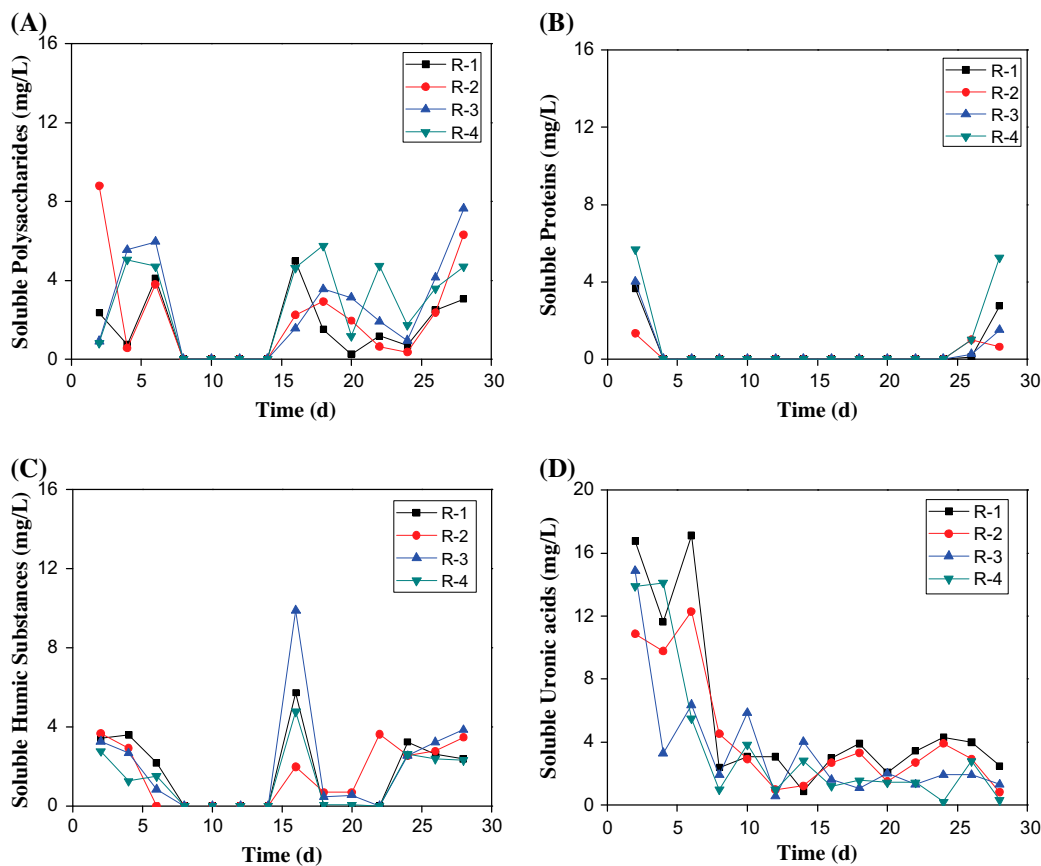 (A)
Soluble Polysaccharides (mg/L)
16
12
8
4
0
0 5 10 15 20 25 30
Time (d)
R-1
R-2
R-3
R-4
(B)
Soluble Proteins (mg/L)
16
12
8
4
0
0 5 10 15 20 25 30
Time (d)
R-1
R-2
R-3
R-4
(C)
Soluble Humic Substances (mg/L)
16
12
8
4
0
0 5 10 15 20 25 30
Time (d)
R-1
R-2
R-3
R-4
(D)
Soluble Uronic acids (mg/L)
20
16
12
8
4
0
0 5 10 15 20 25 30
Time (d)
R-1
R-2
R-3
R-4